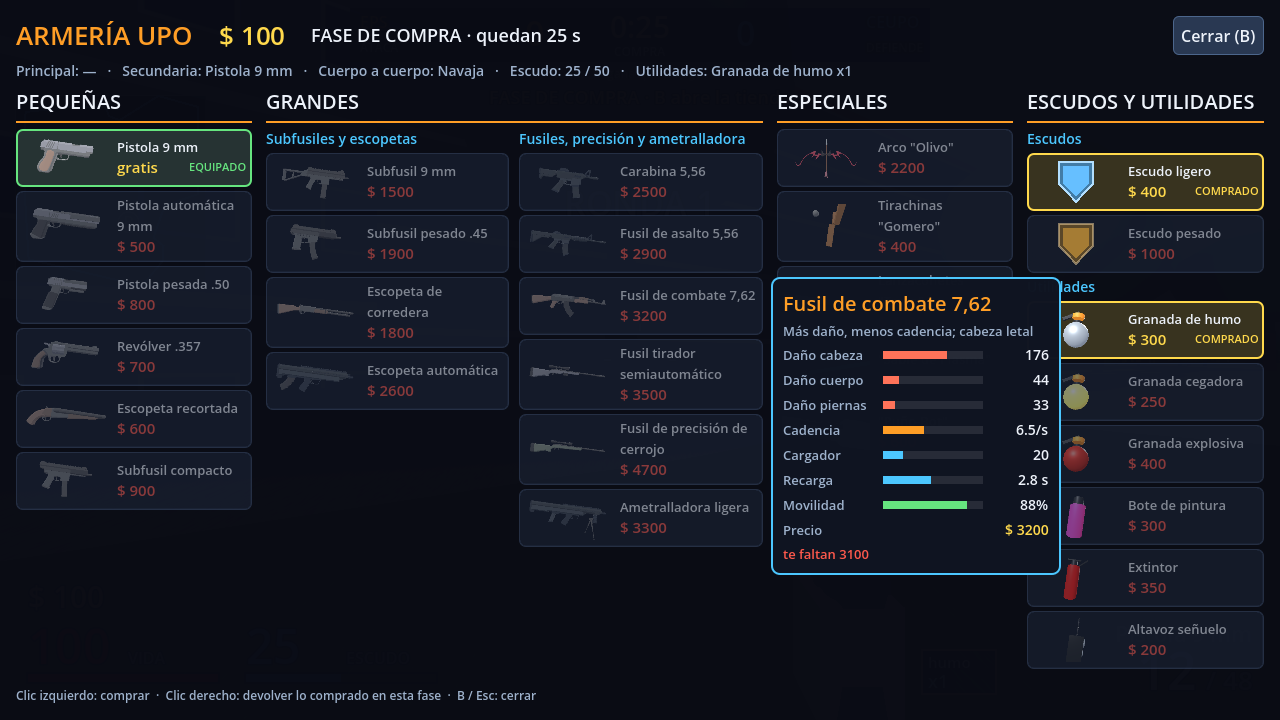 ARMERÍA UPO $ 100 FASE DE COMPRA · quedan 25 s Cerrar (B)
Principal: — · Secundaria: Pistola 9 mm · Cuerpo a cuerpo: Navaja · Escudo: 25 / 50 · Utilidades: Granada de humo x1
PEQUEÑAS
Pistola 9 mm
gratis EQUIPADO
Pistola automática
9 mm
$ 500
Pistola pesada .50
$ 800
Revólver .357
$ 700
Escopeta recortada
$ 600
Subfusil compacto
$ 900
GRANDES
Subfusiles y escopetas
Subfusil 9 mm
$ 1500
Subfusil pesado .45
$ 1900
Escopeta de
corredera
$ 1800
Escopeta automática
$ 2600
Fusiles, precisión y ametralladora
Carabina 5,56
$ 2500
Fusil de asalto 5,56
$ 2900
Fusil de combate 7,62
$ 3200
Fusil tirador
semiautomático
$ 3500
Fusil de precisión de
cerrojo
$ 4700
Ametralladora ligera
$ 3300
ESPECIALES
Arco "Olivo"
$ 2200
Tirachinas
"Gomero"
$ 400
Fusil de combate 7,62
Más daño, menos cadencia; cabeza letal
Daño cabeza 176
Daño cuerpo 44
Daño piernas 33
Cadencia 6.5/s
Cargador 20
Recarga 2.8 s
Movilidad 88%
Precio $ 3200
te faltan 3100
ESCUDOS Y UTILIDADES
Escudos
Escudo ligero
$ 400 COMPRADO
Escudo pesado
$ 1000
lades
Granada de humo
$ 300 COMPRADO
Granada cegadora
$ 250
Granada explosiva
$ 400
Bote de pintura
$ 300
Extintor
$ 350
Altavoz señuelo
$ 200
Clic izquierdo: comprar · Clic derecho: devolver lo comprado en esta fase · B / Esc: cerrar